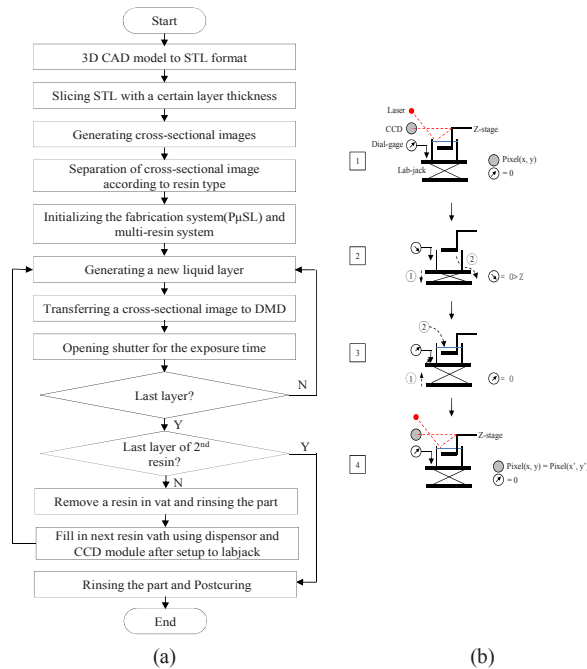 Start
3D CAD model to STL format
Slicing STL with a certain layer thickness
Generating cross-sectional images
Separation of cross-sectional image
according to resin type
Initializing the fabrication system(PμSL) and
multi-resin system
Generating a new liquid layer
Transferring a cross-sectional image to DMD
Opening shutter for the exposure time
Last layer?
N
Y
Last layer of 2nd
resin?
Y
N
Remove a resin in vat and rinsing the part
Fill in next resin vath using dispensor and
CCD module after setup to labjack
Rinsing the part and Postcuring
End
(a)
Laser
CCD
Z-stage
Dial-gage
1
Pixel(x, y)
Lab-jack
= 0
2
2
1
= 0> Z
2
3
1
= 0
Z-stage
4
Pixel(x, y) = Pixel(x', y')
= 0
(b)